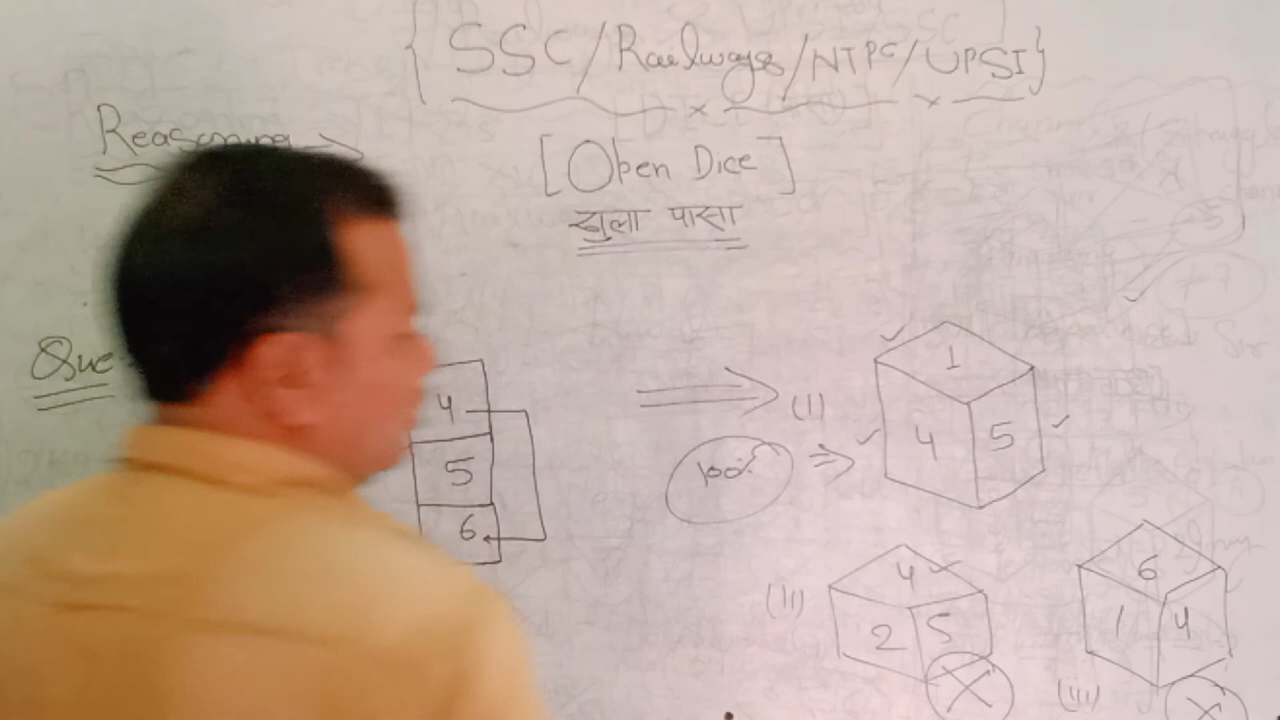 {SSC/Railways/NTPC/UPSI}
Reasoning
[Open Dice]
खुला पासा
Que
4
5
6
100%
(I)
1
4 5
(II)
4
2 5
(III)
6
1 4